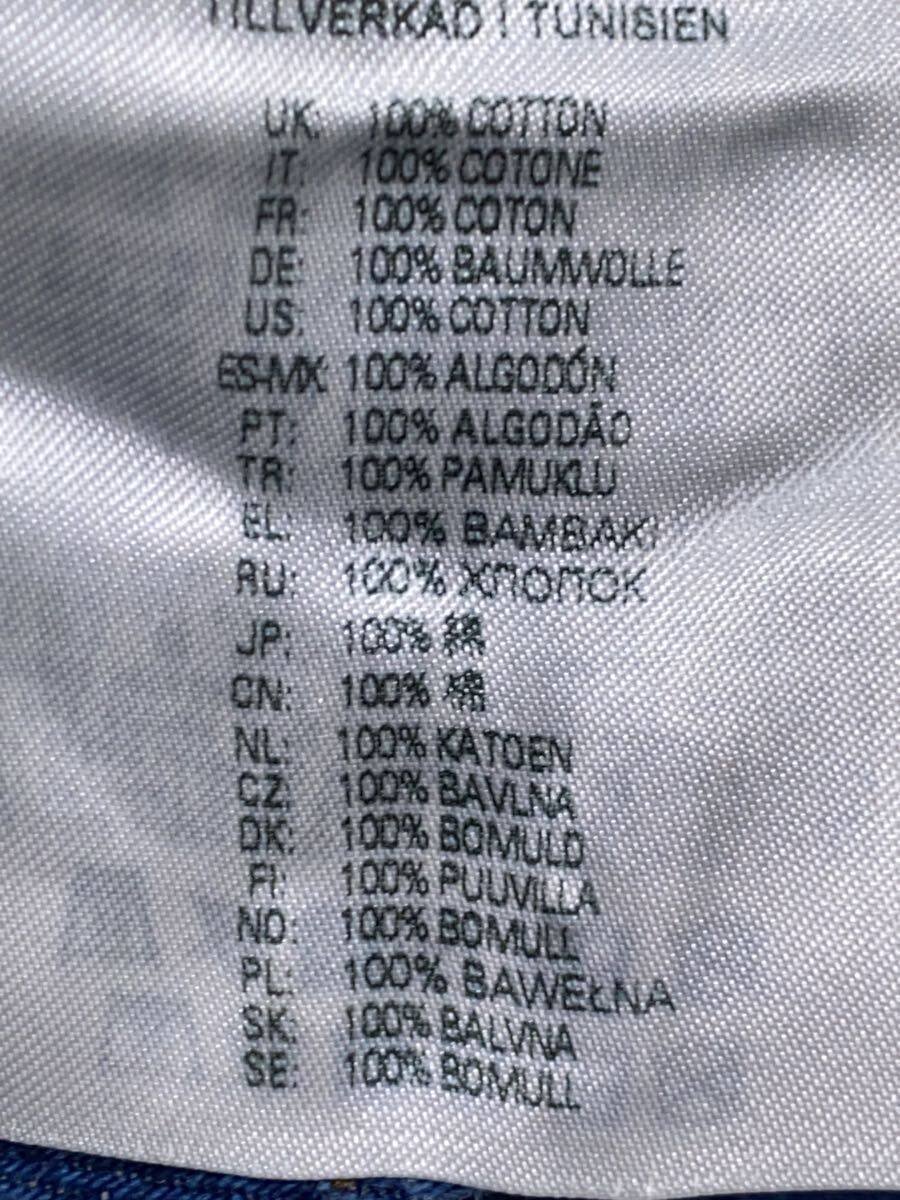 TILLVERKAD I TUNISIEN
UK: 100% COTTON
IT: 100% COTONE
FR: 100% COTON
DE: 100% BAUMWOLLE
US: 100% COTTON
ES-MX: 100% ALGODÓN
PT: 100% ALGODÃO
TR: 100% PAMUKLU
EL: 100% BAMBAKI
RU: 100% ХЛОПОК
JP: 100% 綿
CN: 100% 棉
NL: 100% KATOEN
CZ: 100% BAVLNA
DK: 100% BOMULD
FI: 100% PUUVILLA
NO: 100% BOMULL
PL: 100% BAWEŁNA
SK: 100% BALVNA
SE: 100% BOMULL